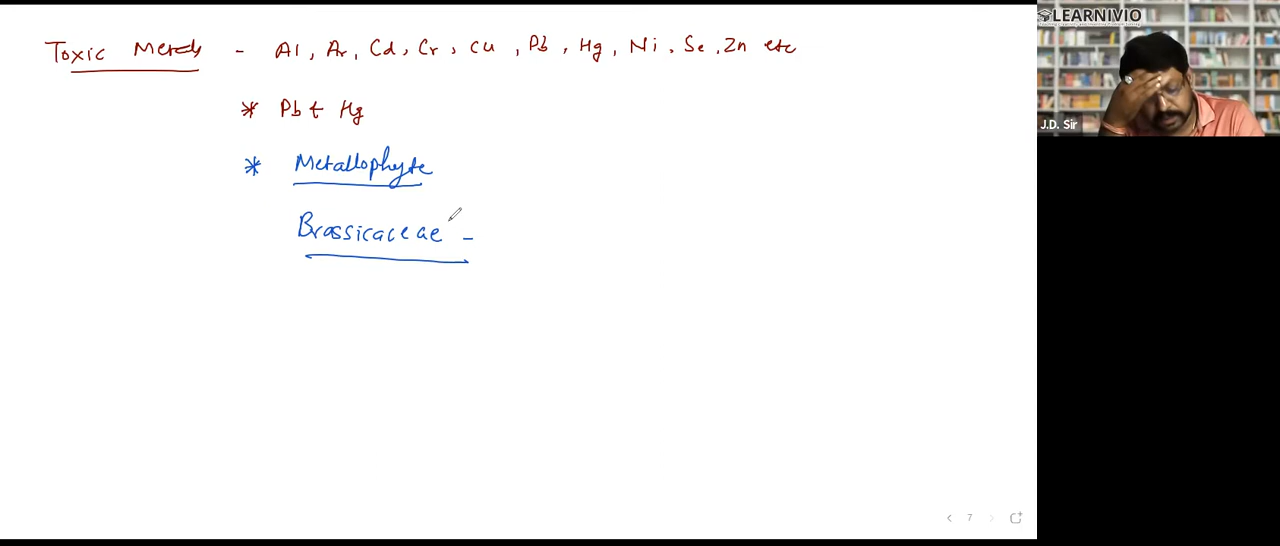 Toxic Metals - Al, Ar, Cd, Cr, Cu, Pb, Hg, Ni, Se, Zn etc
* Pb & Hg
* Metallophyte
Brassicaceae -
LEARNIVIO
J.D. Sir
7